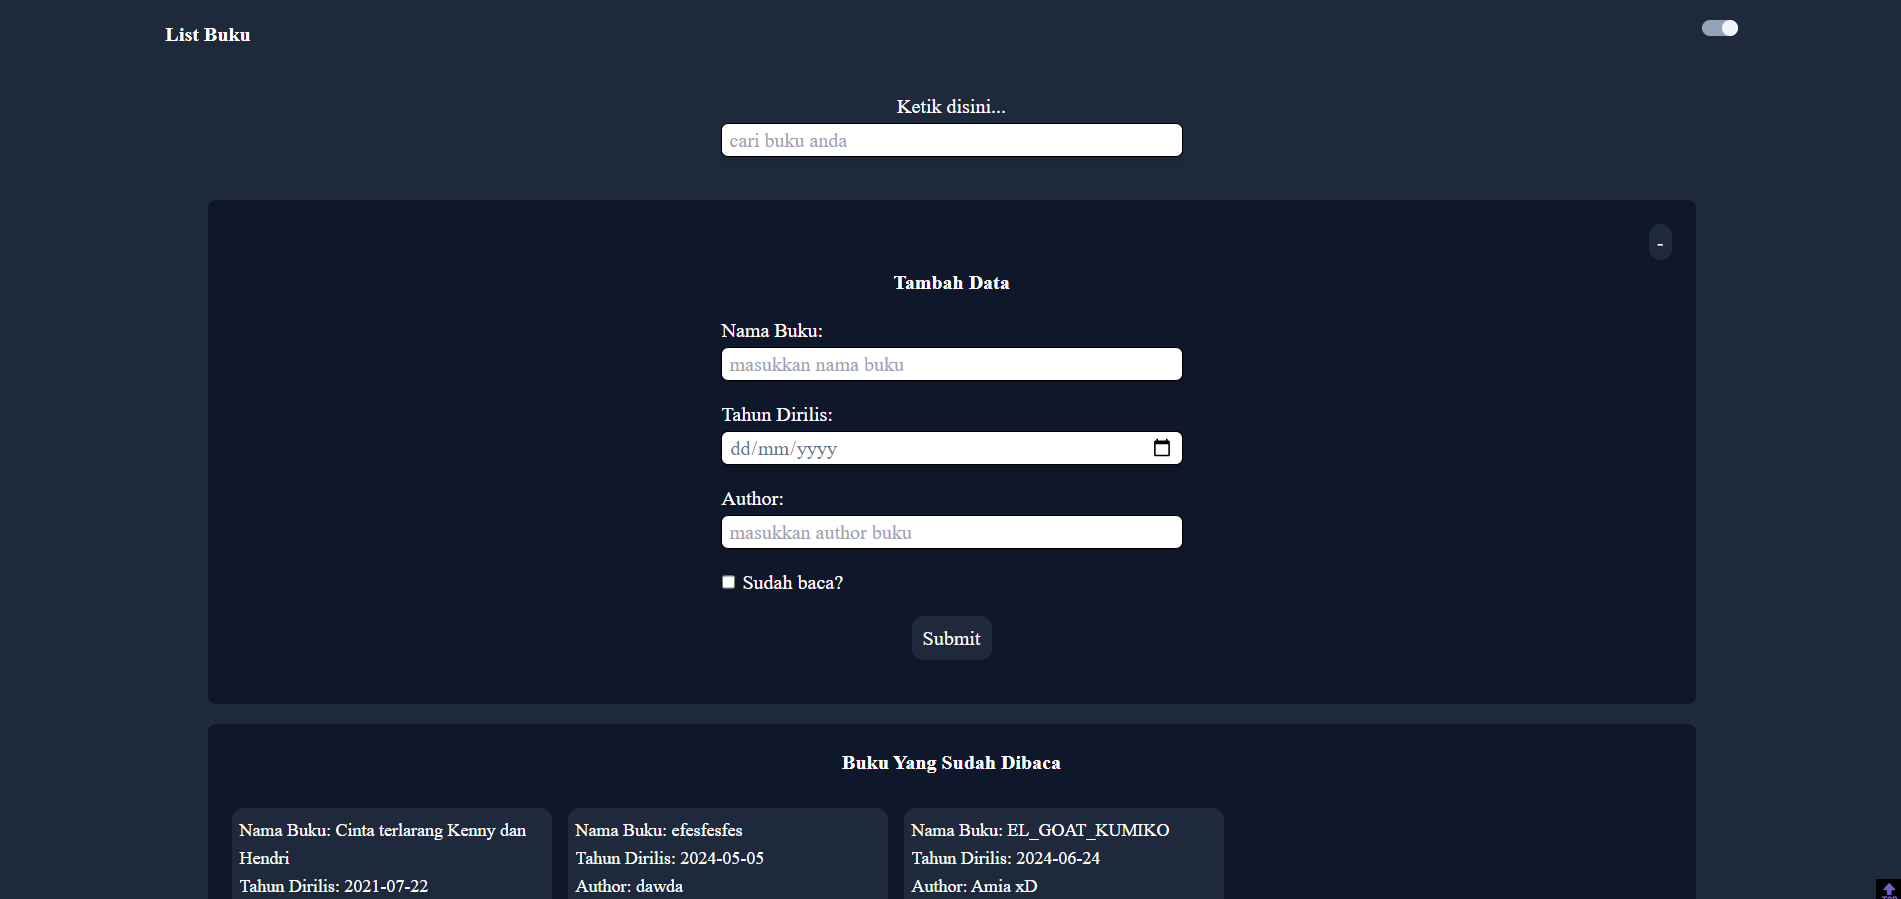 List Buku
Ketik disini...
cari buku anda
-
Tambah Data
Nama Buku:
masukkan nama buku
Tahun Dirilis:
dd/mm/yyyy
Author:
masukkan author buku
Sudah baca?
Submit
Buku Yang Sudah Dibaca
Nama Buku: Cinta terlarang Kenny dan
Hendri
Tahun Dirilis: 2021-07-22
Nama Buku: efesfesfes
Tahun Dirilis: 2024-05-05
Author: dawda
Nama Buku: EL_GOAT_KUMIKO
Tahun Dirilis: 2024-06-24
Author: Amia xD